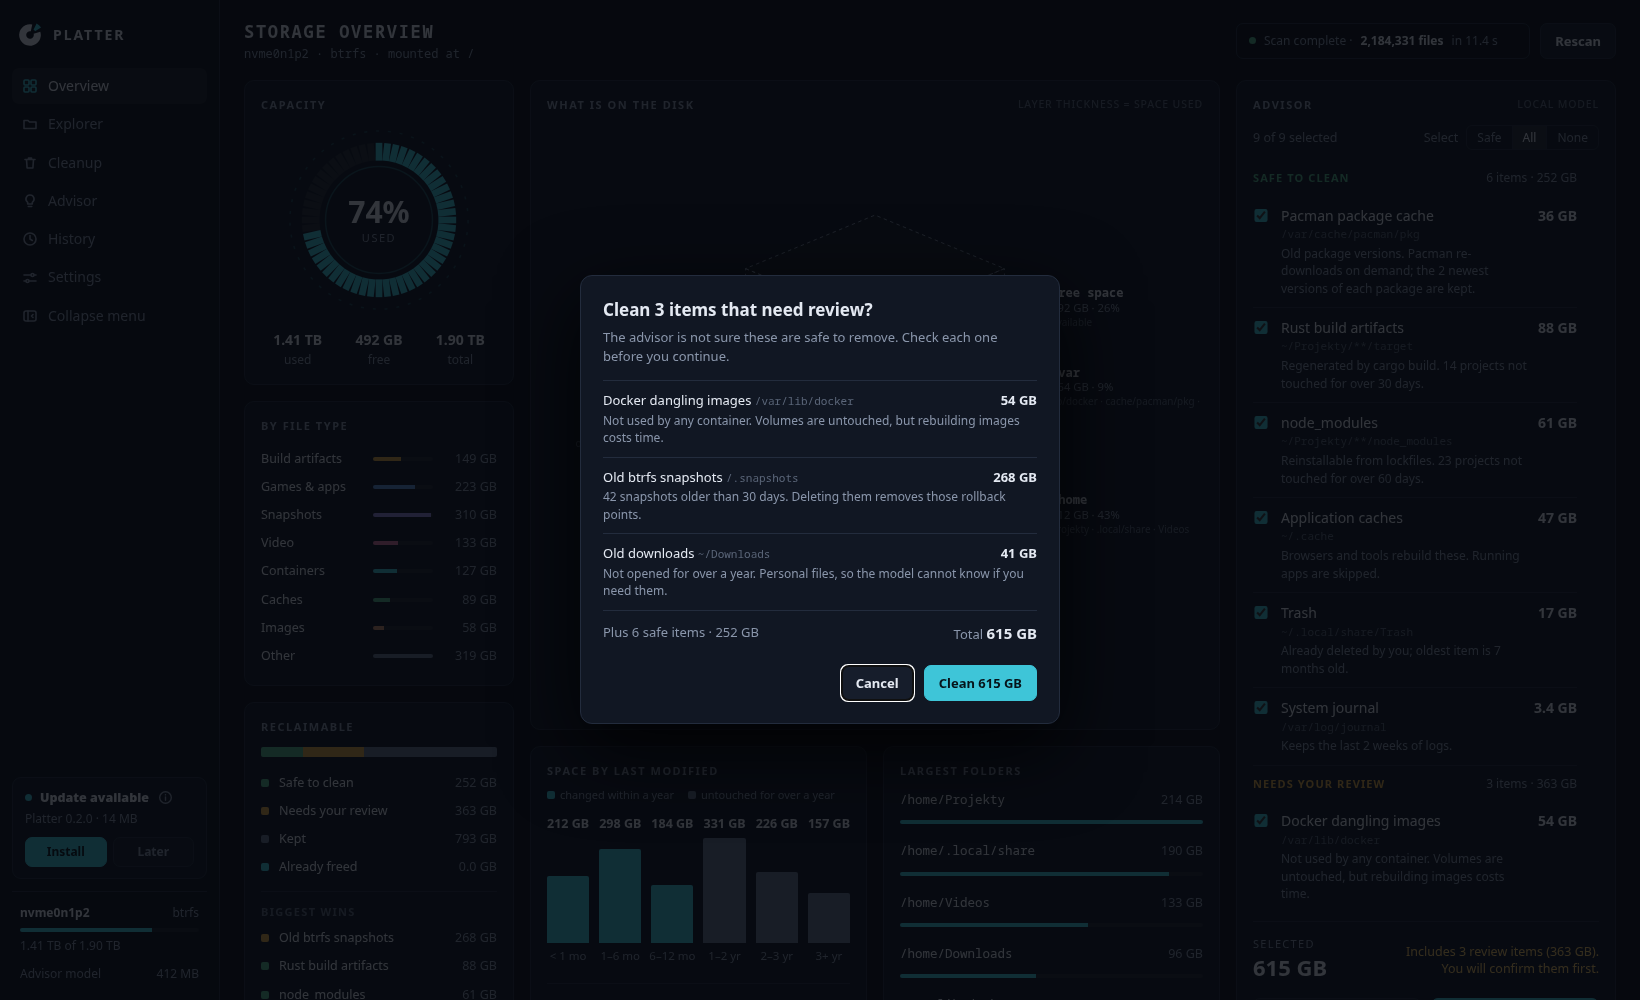 PLATTER
Overview
Explorer
Cleanup
Advisor
History
Settings
Collapse menu
Update available
Platter 0.2.0 · 14 MB
Install
Later
nvme0n1p2
btrfs
1.41 TB of 1.90 TB
Advisor model
412 MB
STORAGE OVERVIEW
nvme0n1p2 · btrfs · mounted at /
Scan complete · 2,184,331 files in 11.4 s
Rescan
CAPACITY
74%
USED
1.41 TB
used
492 GB
free
1.90 TB
total
BY FILE TYPE
Build artifacts 149 GB
Games & apps 223 GB
Snapshots 310 GB
Video 133 GB
Containers 127 GB
Caches 89 GB
Images 58 GB
Other 319 GB
RECLAIMABLE
Safe to clean 252 GB
Needs your review 363 GB
Kept 793 GB
Already freed 0.0 GB
BIGGEST WINS
Old btrfs snapshots 268 GB
Rust build artifacts 88 GB
node_modules 61 GB
WHAT IS ON THE DISK
LAYER THICKNESS = SPACE USED
ree space
92 GB · 26%
var
GB · 9%
docker · cache/pacman/pkg ·
home
12 GB · 43%
local/share · Videos
Clean 3 items that need review?
The advisor is not sure these are safe to remove. Check each one
before you continue.
Docker dangling images /var/lib/docker 54 GB
Not used by any container. Volumes are untouched, but rebuilding images
costs time.
Old btrfs snapshots /.snapshots 268 GB
42 snapshots older than 30 days. Deleting them removes those rollback
points.
Old downloads ~/Downloads 41 GB
Not opened for over a year. Personal files, so the model cannot know if you
need them.
Plus 6 safe items · 252 GB
Total 615 GB
Cancel
Clean 615 GB
SPACE BY LAST MODIFIED
changed within a year
untouched for over a year
212 GB 298 GB 184 GB 331 GB 226 GB 157 GB
< 1 mo 1–6 mo 6–12 mo 1–2 yr 2–3 yr 3+ yr
LARGEST FOLDERS
/home/Projekty 214 GB
/home/.local/share 190 GB
/home/Videos 133 GB
/home/Downloads 96 GB
ADVISOR
LOCAL MODEL
9 of 9 selected
Select Safe All None
SAFE TO CLEAN
6 items · 252 GB
Pacman package cache 36 GB
/var/cache/pacman/pkg
Old package versions. Pacman re-
downloads on demand; the 2 newest
versions of each package are kept.
Rust build artifacts 88 GB
~/Projekty/**/target
Regenerated by cargo build. 14 projects not
touched for over 30 days.
node_modules 61 GB
~/Projekty/**/node_modules
Reinstallable from lockfiles. 23 projects not
touched for over 60 days.
Application caches 47 GB
~/.cache
Browsers and tools rebuild these. Running
apps are skipped.
Trash 17 GB
~/.local/share/Trash
Already deleted by you; oldest item is 7
months old.
System journal 3.4 GB
/var/log/journal
Keeps the last 2 weeks of logs.
NEEDS YOUR REVIEW
3 items · 363 GB
Docker dangling images 54 GB
/var/lib/docker
Not used by any container. Volumes are
untouched, but rebuilding images costs
time.
SELECTED
615 GB
Includes 3 review items (363 GB).
You will confirm them first.